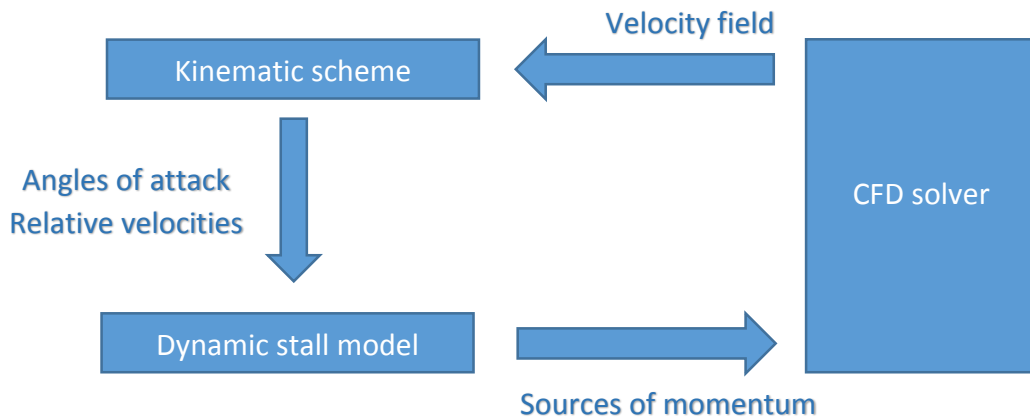 Velocity field
Kinematic scheme
Angles of attack
Relative velocities
CFD solver
Dynamic stall model
Sources of momentum